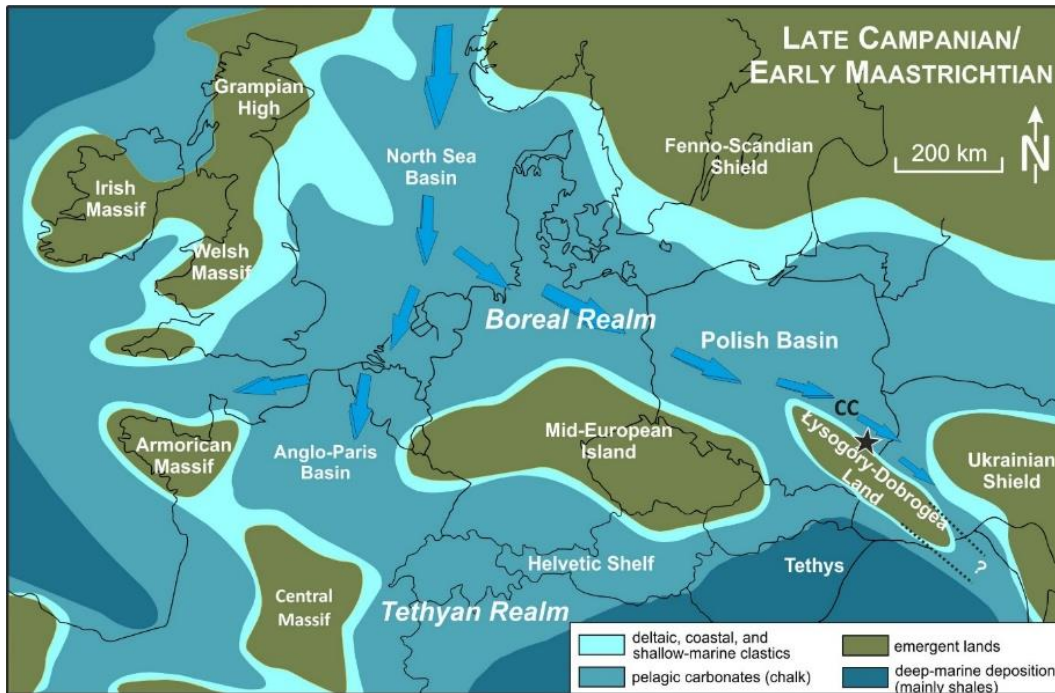 LATE CAMPANIAN/
EARLY MAASTRICHTIAN
N
200 km
Grampian
High
North Sea
Basin
Fenno-Scandian
Shield
Irish
Massif
Welsh
Massif
Boreal Realm
Polish Basin
CC
Armorican
Massif
Anglo-Paris
Basin
Mid-European
Island
Łysogóry-Dobrogea
Land
Ukrainian
Shield
Helvetic Shelf
Tethys
?
Central
Massif
Tethyan Realm
deltaic, coastal, and
shallow-marine clastics
pelagic carbonates (chalk)
emergent lands
deep-marine deposition
(mainly shales)